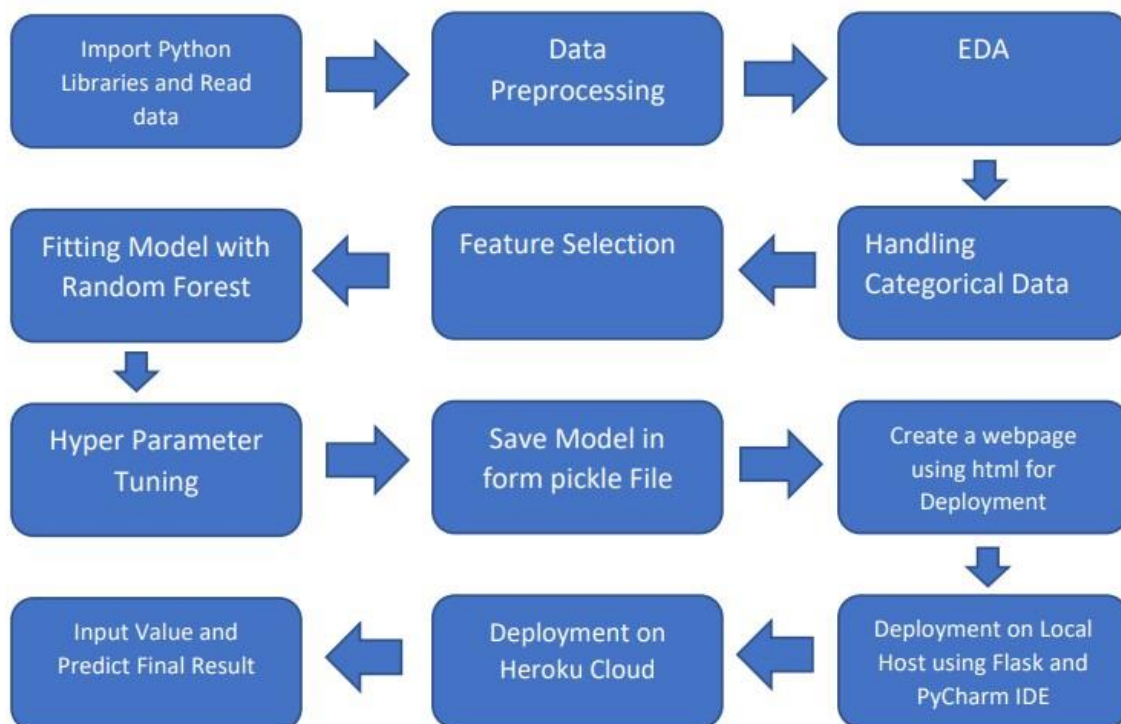 Import Python
Libraries and Read
data
Data
Preprocessing
EDA
Handling
Categorical Data
Feature Selection
Fitting Model with
Random Forest
Hyper Parameter
Tuning
Save Model in
form pickle File
Create a webpage
using html for
Deployment
Deployment on Local
Host using Flask and
PyCharm IDE
Deployment on
Heroku Cloud
Input Value and
Predict Final Result